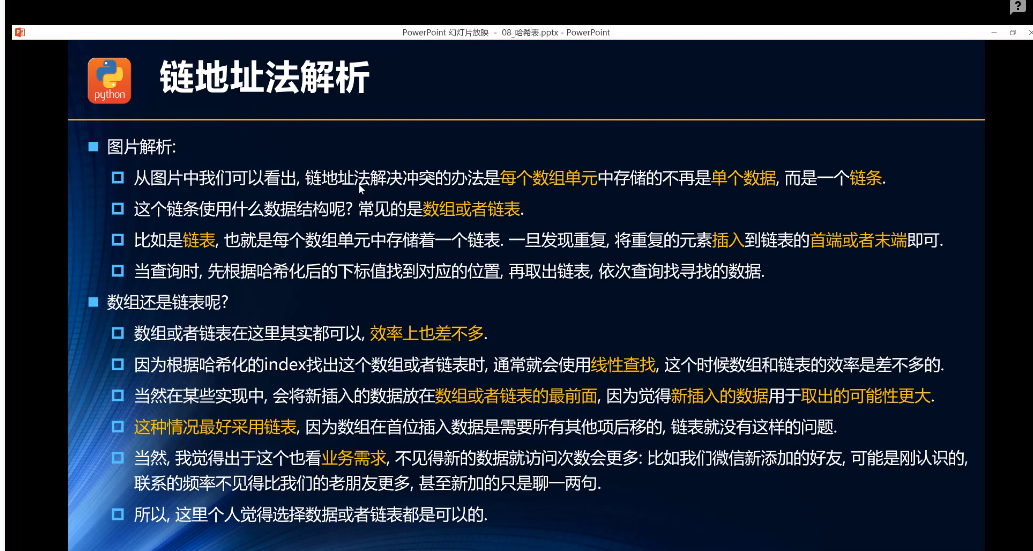 PowerPoint 幻灯片放映 - 08_哈希表.pptx - PowerPoint
python
链地址法解析
图片解析:
从图片中我们可以看出, 链地址法解决冲突的办法是每个数组单元中存储的不再是单个数据, 而是一个链条.
这个链条使用什么数据结构呢? 常见的是数组或者链表.
比如是链表, 也就是每个数组单元中存储着一个链表. 一旦发现重复, 将重复的元素插入到链表的首端或者末端即可.
当查询时, 先根据哈希化后的下标值找到对应的位置, 再取出链表, 依次查询找寻找的数据.
数组还是链表呢?
数组或者链表在这里其实都可以, 效率上也差不多.
因为根据哈希化的index找出这个数组或者链表时, 通常就会使用线性查找, 这个时候数组和链表的效率是差不多的.
当然在某些实现中, 会将新插入的数据放在数组或者链表的最前面, 因为觉得新插入的数据用于取出的可能性更大.
这种情况最好采用链表, 因为数组在首位插入数据是需要所有其他项后移的, 链表就没有这样的问题.
当然, 我觉得出于这个也看业务需求, 不见得新的数据就访问次数会更多: 比如我们微信新添加的好友, 可能是刚认识的,
联系的频率不见得比我们的老朋友更多, 甚至新加的只是聊一两句.
所以, 这里个人觉得选择数据或者链表都是可以的.